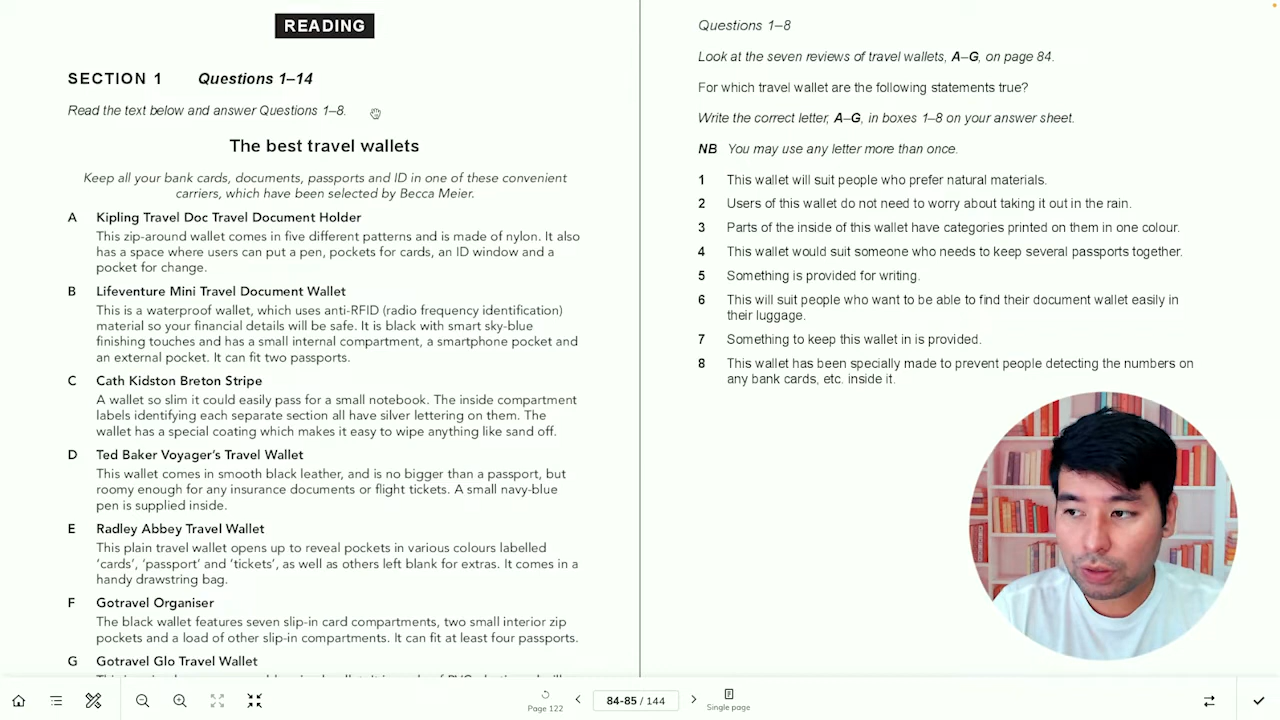 READING
SECTION 1 Questions 1–14
Read the text below and answer Questions 1–8.
The best travel wallets
Keep all your bank cards, documents, passports and ID in one of these convenient
carriers, which have been selected by Becca Meier.
A Kipling Travel Doc Travel Document Holder
This zip-around wallet comes in five different patterns and is made of nylon. It also
has a space where users can put a pen, pockets for cards, an ID window and a
pocket for change.
B Lifeventure Mini Travel Document Wallet
This is a waterproof wallet, which uses anti-RFID (radio frequency identification)
material so your financial details will be safe. It is black with smart sky-blue
finishing touches and has a small internal compartment, a smartphone pocket and
an external pocket. It can fit two passports.
C Cath Kidston Breton Stripe
A wallet so slim it could easily pass for a small notebook. The inside compartment
labels identifying each separate section all have silver lettering on them. The
wallet has a special coating which makes it easy to wipe anything like sand off.
D Ted Baker Voyager's Travel Wallet
This wallet comes in smooth black leather, and is no bigger than a passport, but
roomy enough for any insurance documents or flight tickets. A small navy-blue
pen is supplied inside.
E Radley Abbey Travel Wallet
This plain travel wallet opens up to reveal pockets in various colours labelled
'cards', 'passport' and 'tickets', as well as others left blank for extras. It comes in a
handy drawstring bag.
F Gotravel Organiser
The black wallet features seven slip-in card compartments, two small interior zip
pockets and a load of other slip-in compartments. It can fit at least four passports.
G Gotravel Glo Travel Wallet
Questions 1–8
Look at the seven reviews of travel wallets, A–G, on page 84.
For which travel wallet are the following statements true?
Write the correct letter, A–G, in boxes 1–8 on your answer sheet.
NB You may use any letter more than once.
1 This wallet will suit people who prefer natural materials.
2 Users of this wallet do not need to worry about taking it out in the rain.
3 Parts of the inside of this wallet have categories printed on them in one colour.
4 This wallet would suit someone who needs to keep several passports together.
5 Something is provided for writing.
6 This will suit people who want to be able to find their document wallet easily in
their luggage.
7 Something to keep this wallet in is provided.
8 This wallet has been specially made to prevent people detecting the numbers on
any bank cards, etc. inside it.
Page 122
84-85 / 144
Single page